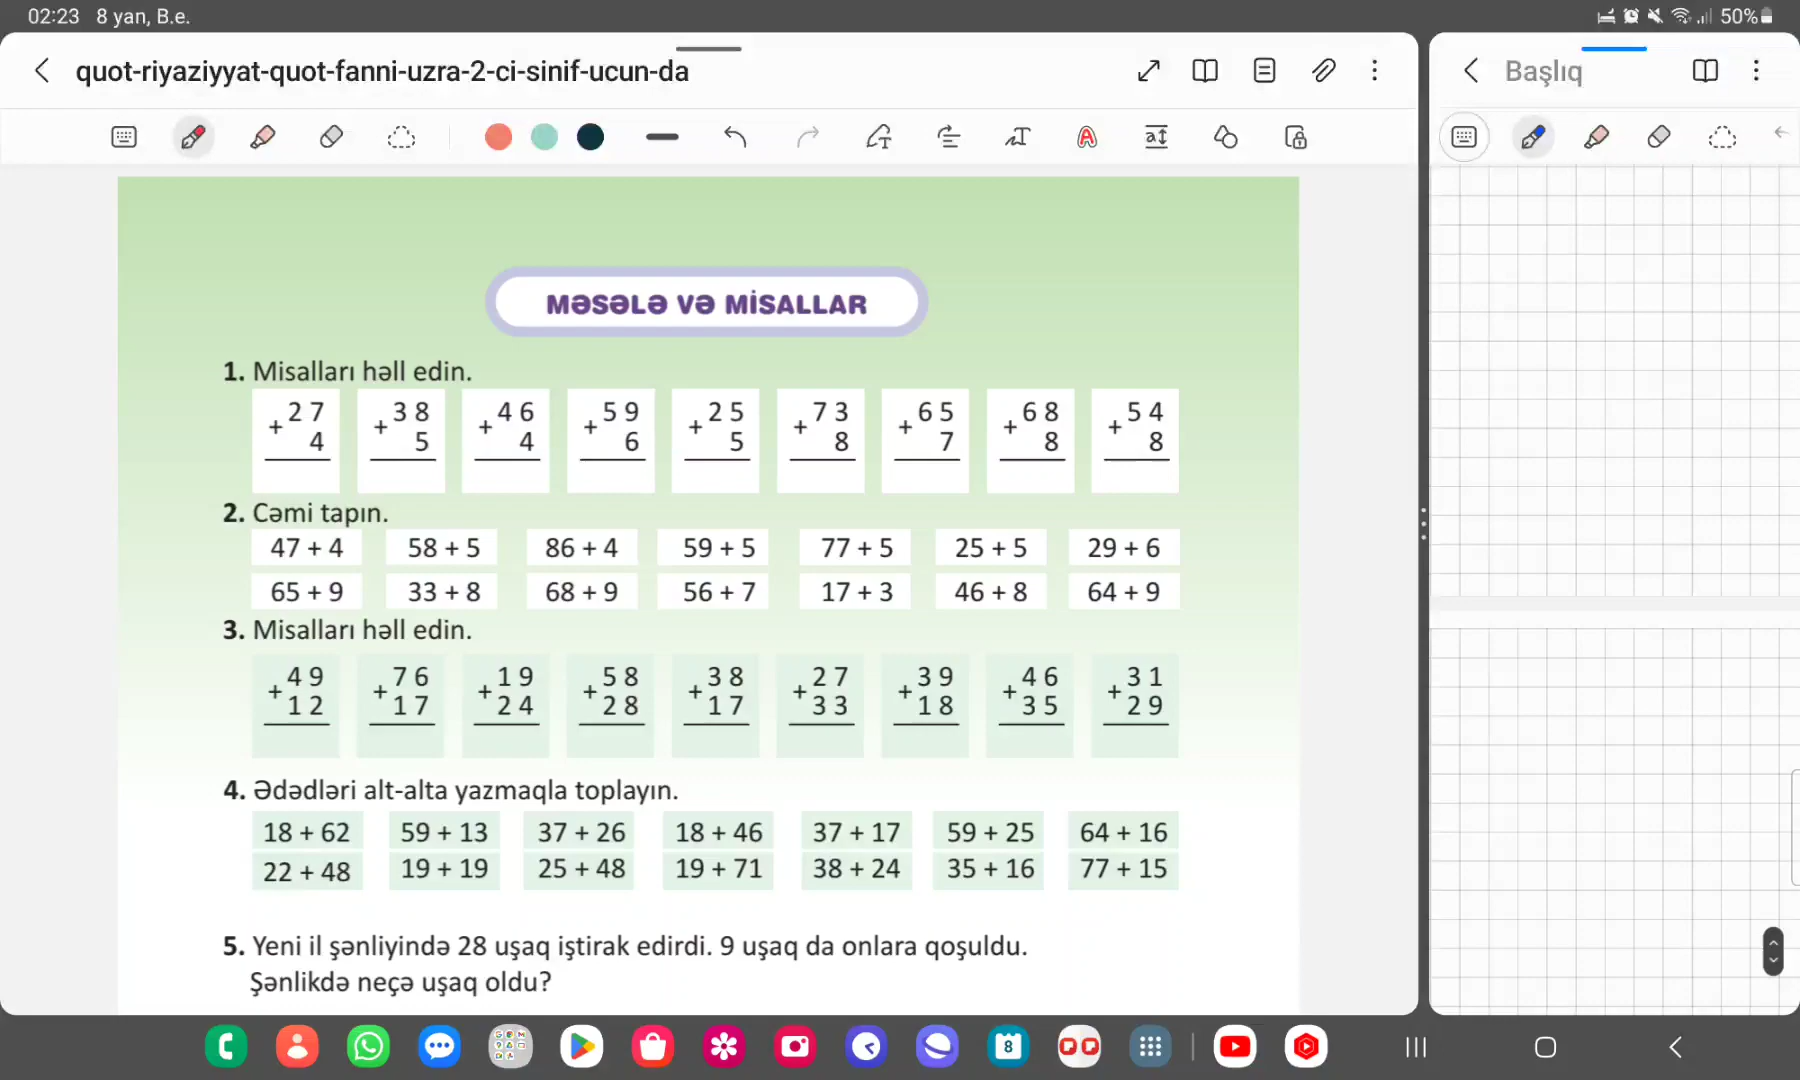 02:23 8 yan, B.e.
50%
quot-riyaziyyat-quot-fanni-uzra-2-ci-sinif-ucun-da
Başlıq
MƏSƏLƏ VƏ MİSALLAR
1. Misalları həll edin.
27 + 4
38 + 5
46 + 4
59 + 6
25 + 5
73 + 8
65 + 7
68 + 8
54 + 8
2. Cəmi tapın.
47 + 4 58 + 5 86 + 4 59 + 5 77 + 5 25 + 5 29 + 6
65 + 9 33 + 8 68 + 9 56 + 7 17 + 3 46 + 8 64 + 9
3. Misalları həll edin.
49 + 12
76 + 17
19 + 24
58 + 28
38 + 17
27 + 33
39 + 18
46 + 35
31 + 29
4. Ədədləri alt-alta yazmaqla toplayın.
18 + 62 59 + 13 37 + 26 18 + 46 37 + 17 59 + 25 64 + 16
22 + 48 19 + 19 25 + 48 19 + 71 38 + 24 35 + 16 77 + 15
5. Yeni il şənliyində 28 uşaq iştirak edirdi. 9 uşaq da onlara qoşuldu.
Şənlikdə neçə uşaq oldu?
8